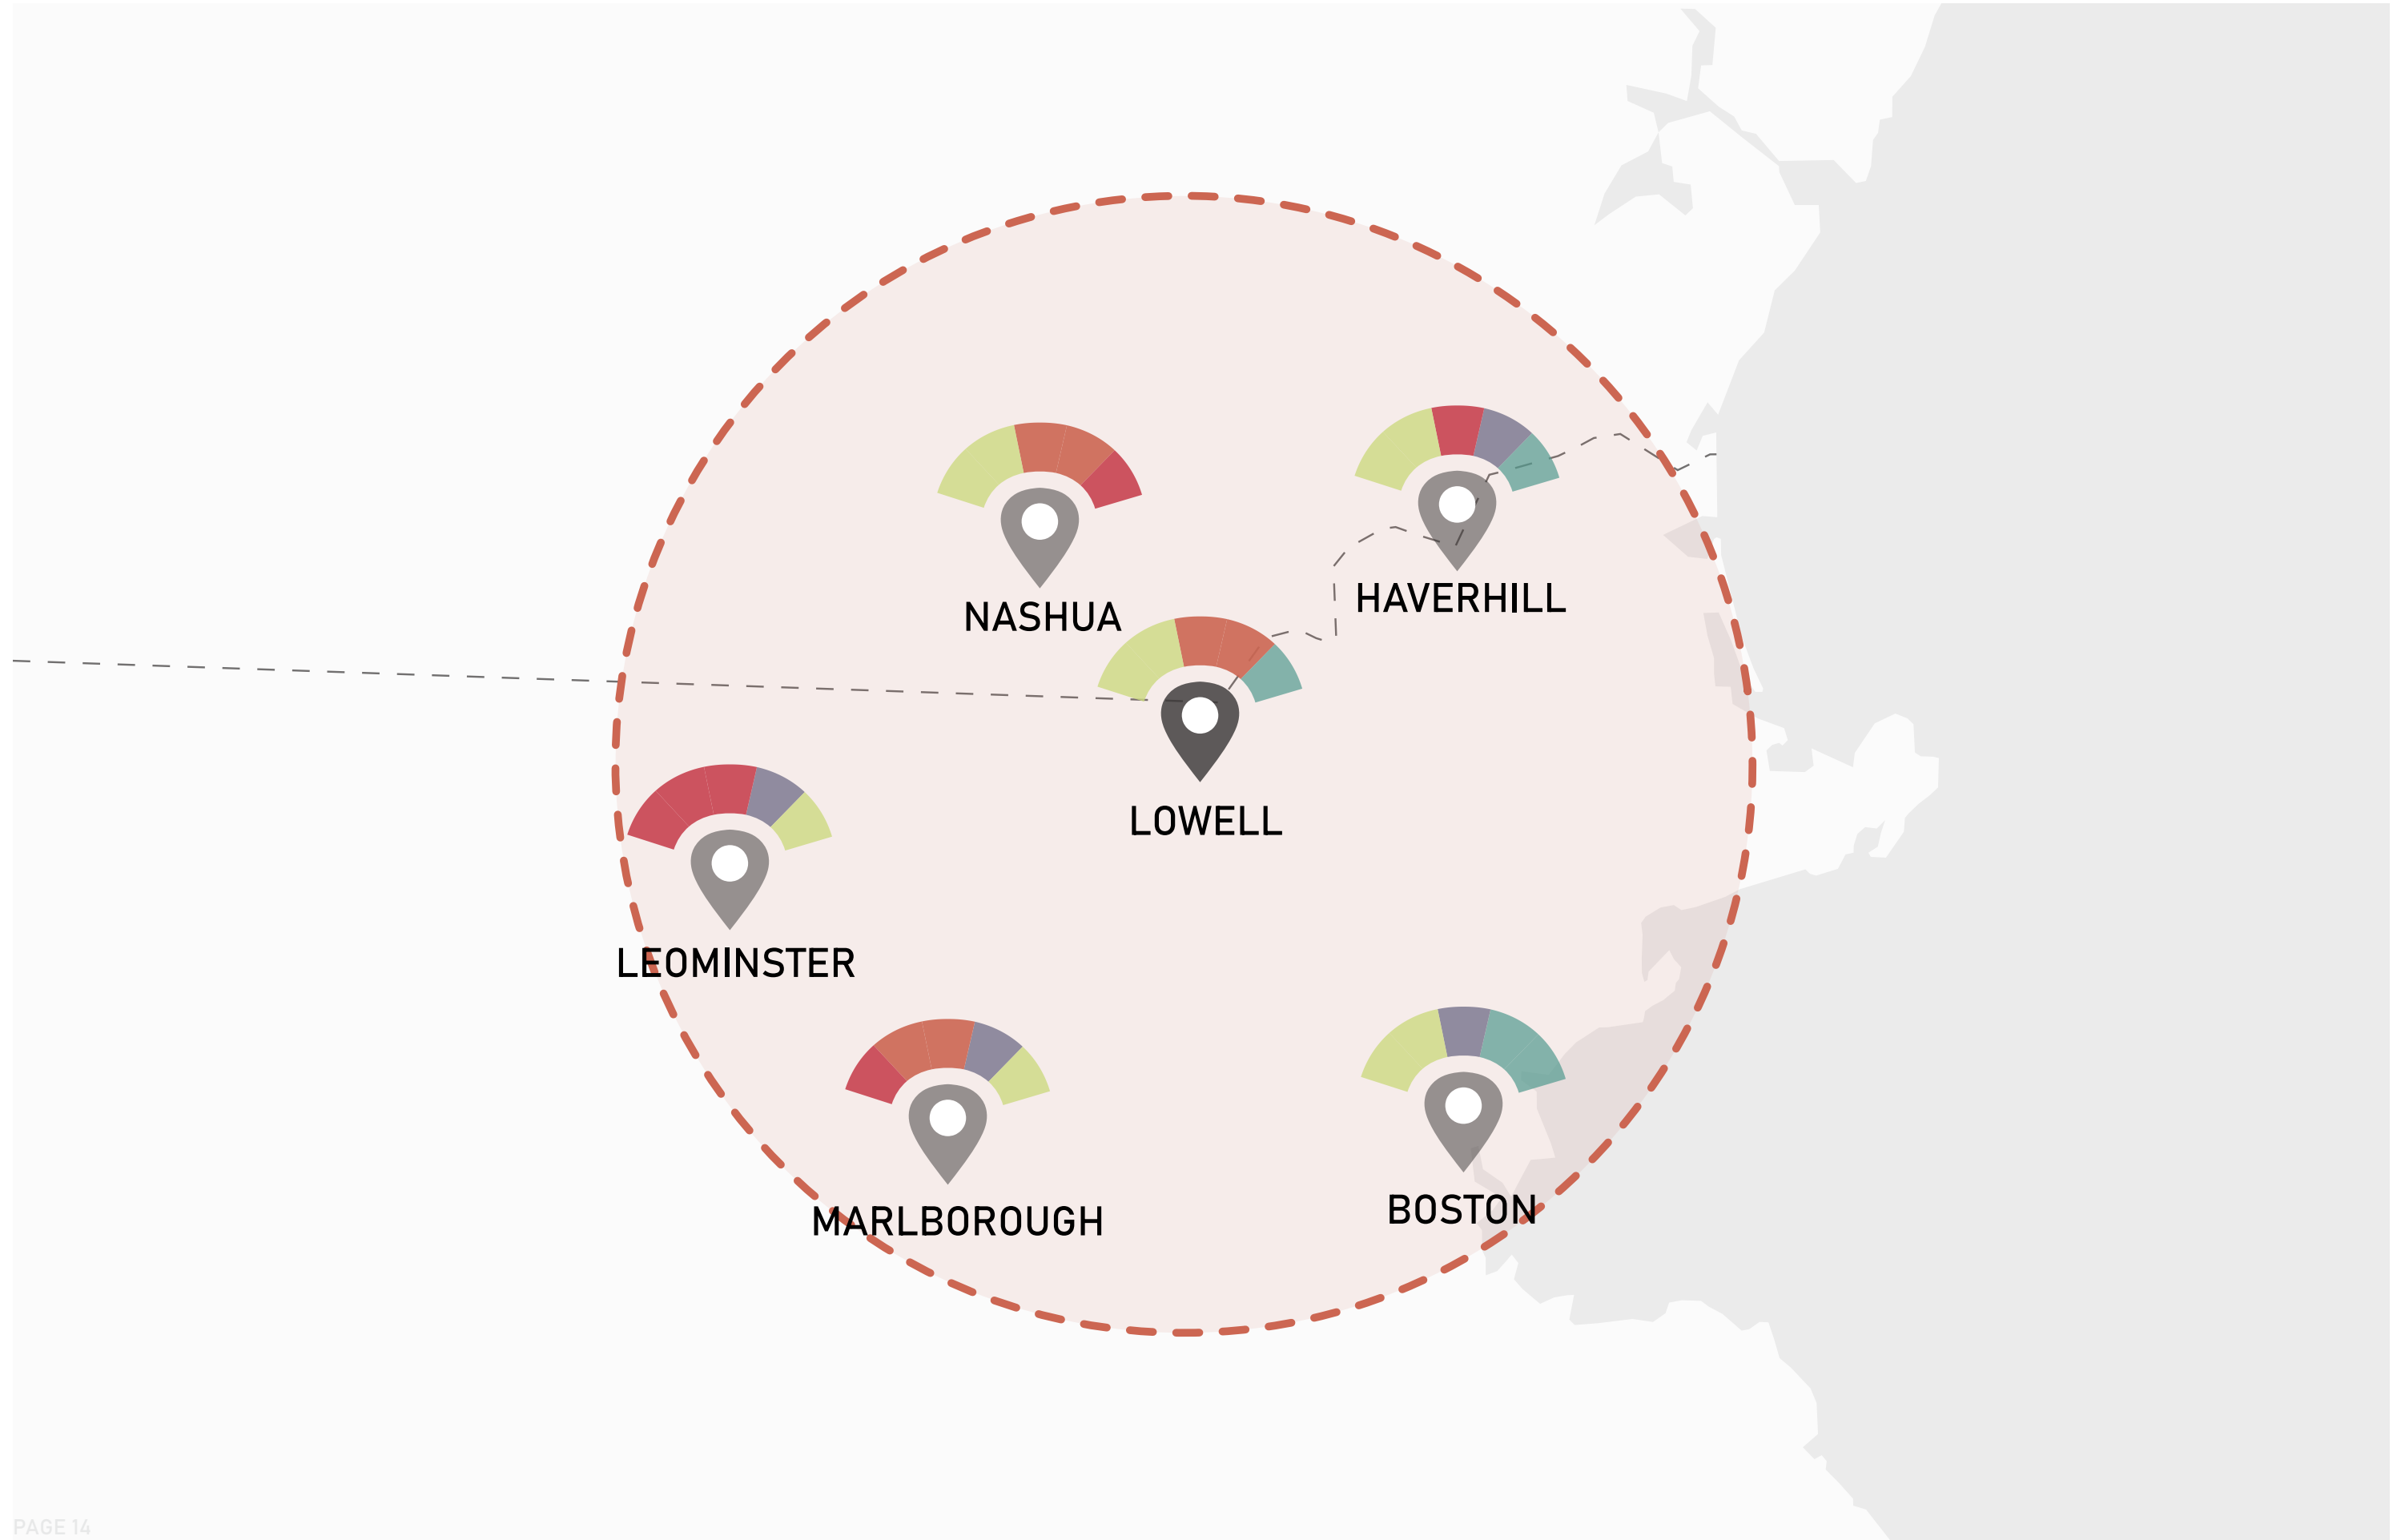 NASHUA
HAVERHILL
LOWELL
LEOMINSTER
MARLBOROUGH
BOSTON
PAGE 14